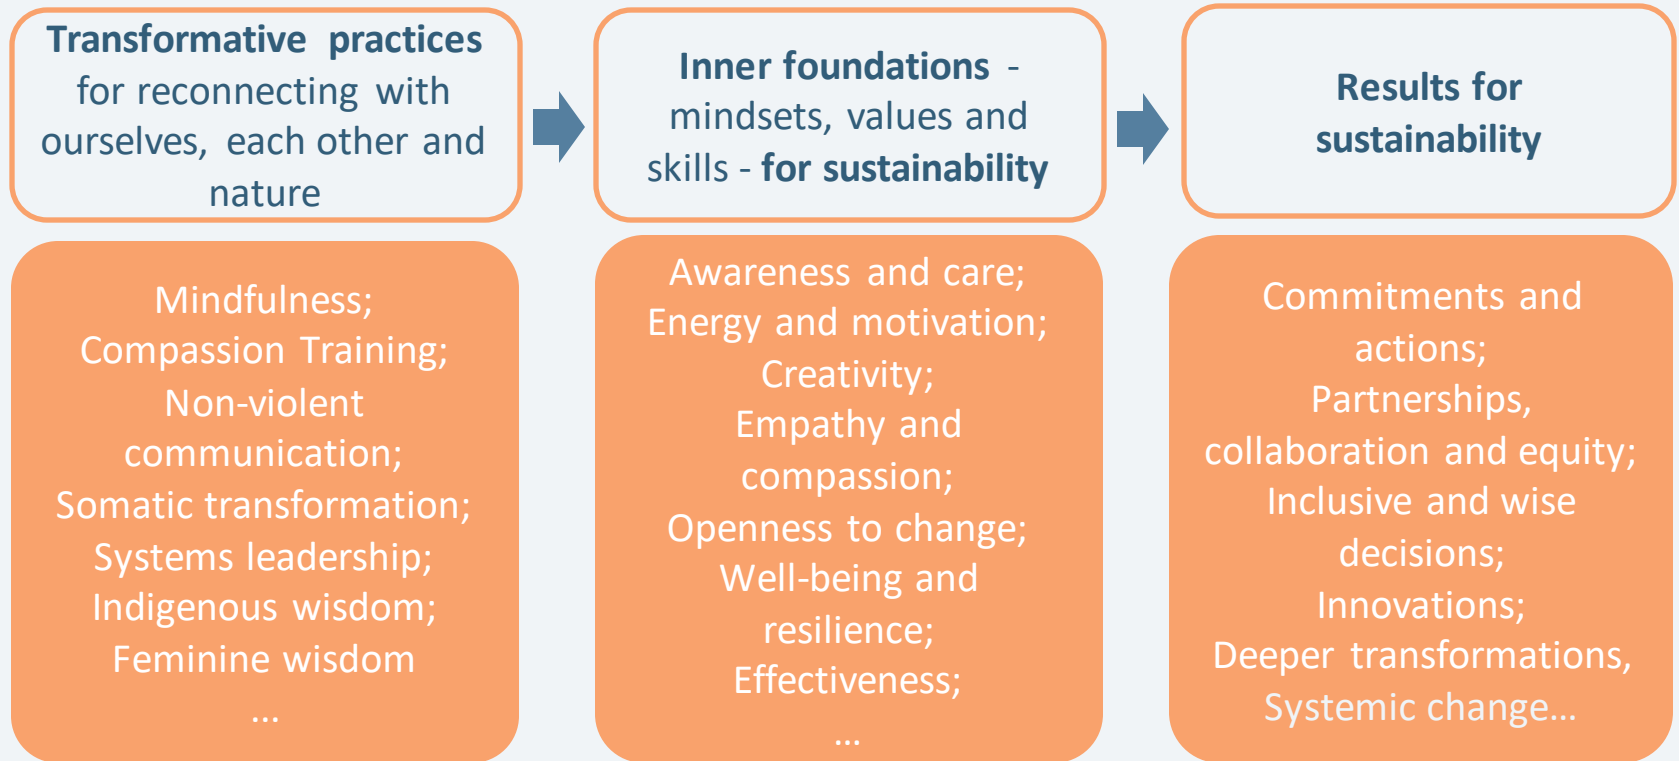 Transformative practices
for reconnecting with
ourselves, each other and
nature
Inner foundations -
mindsets, values and
skills - for sustainability
Results for
sustainability
Mindfulness;
Compassion Training;
Non-violent
communication;
Somatic transformation;
Systems leadership;
Indigenous wisdom;
Feminine wisdom
...
Awareness and care;
Energy and motivation;
Creativity;
Empathy and
compassion;
Openness to change;
Well-being and
resilience;
Effectiveness;
...
Commitments and
actions;
Partnerships,
collaboration and equity;
Inclusive and wise
decisions;
Innovations;
Deeper transformations,
Systemic change...